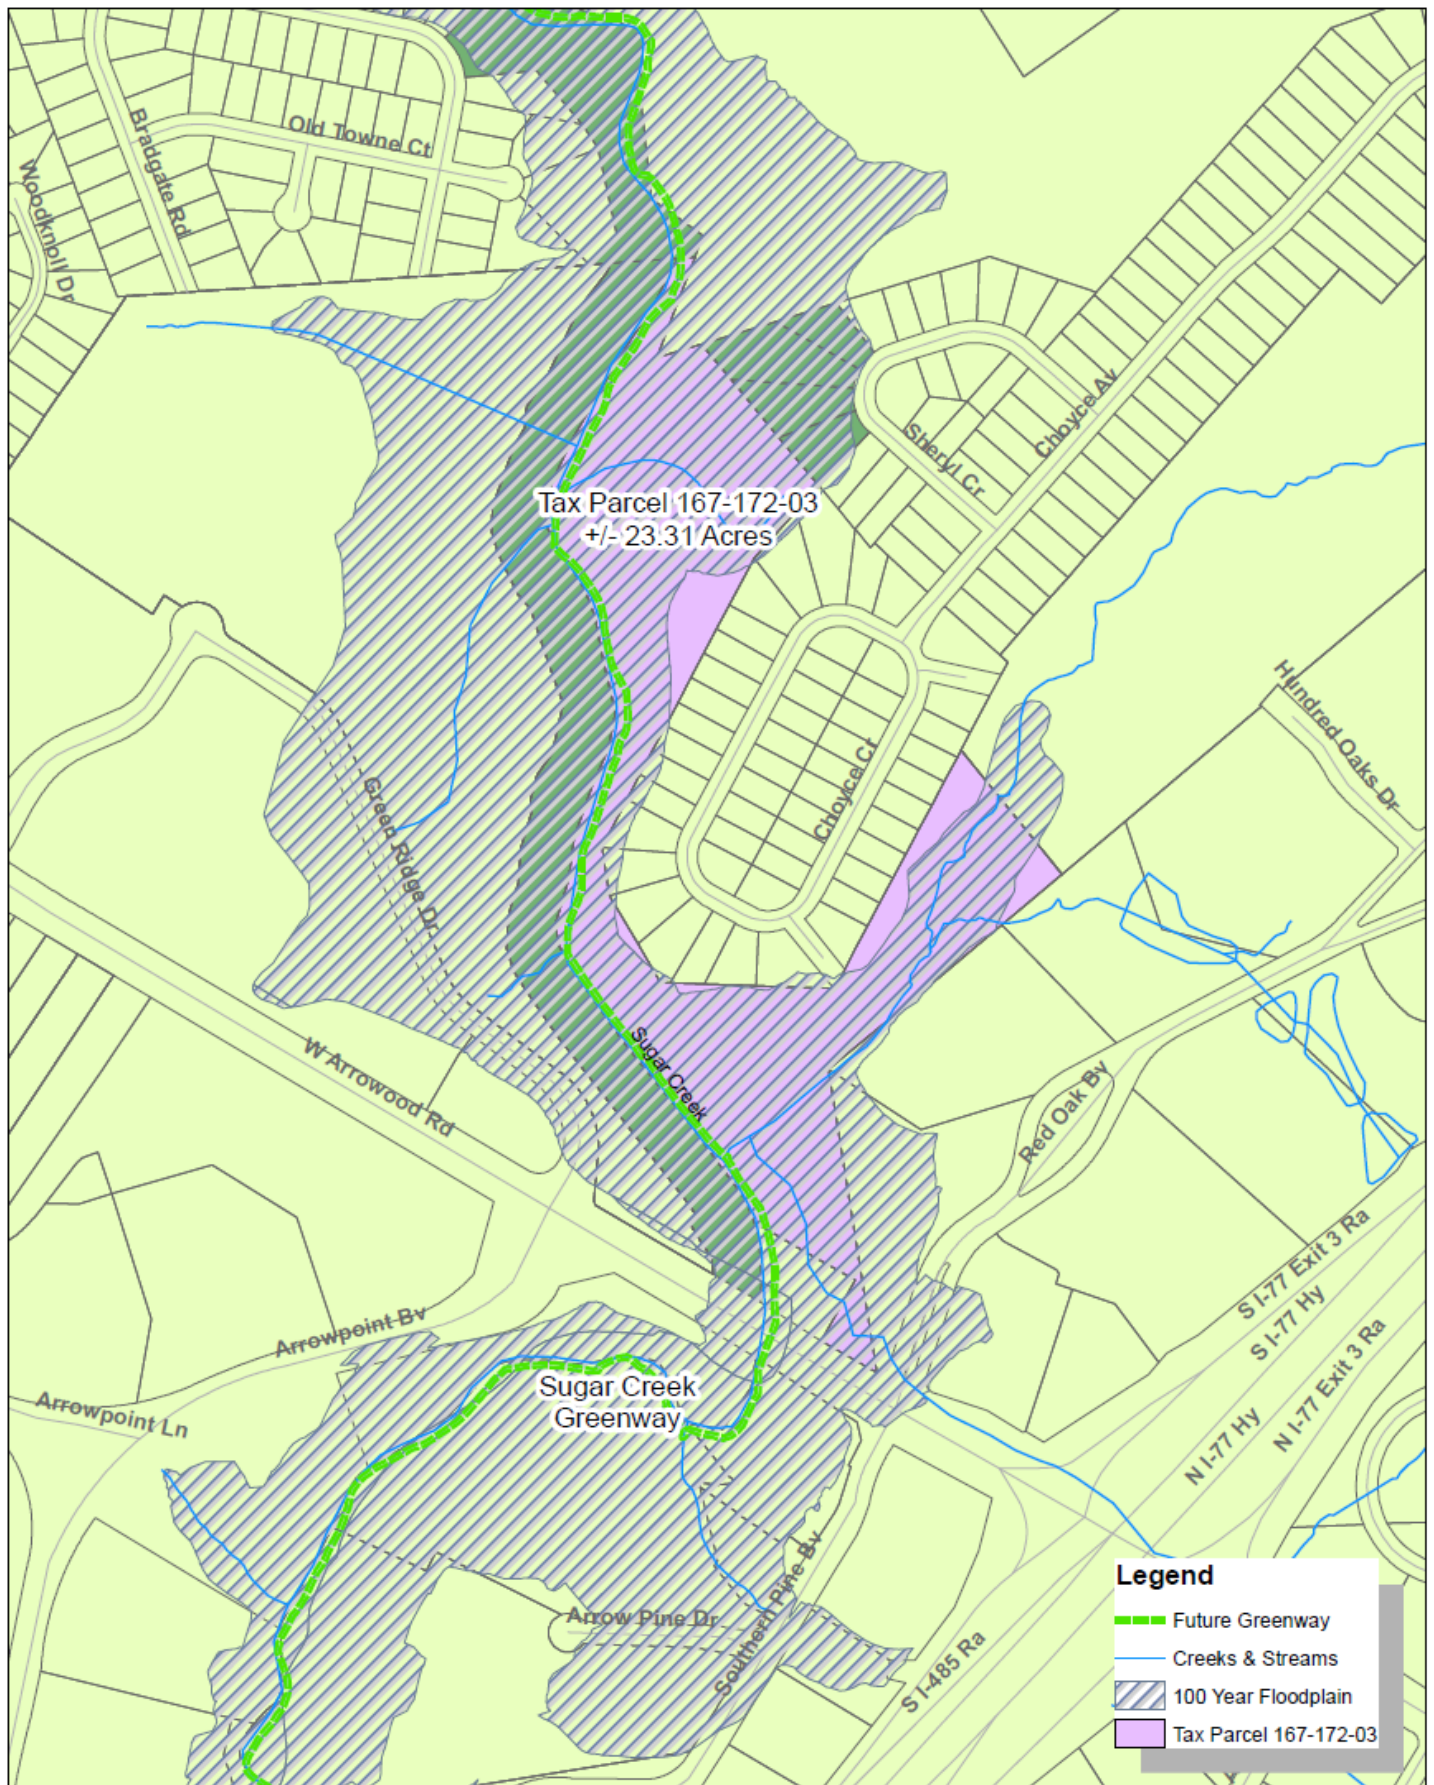 Old Towne Ct
Bradgate Rd
Woodknoll Dr
Choyce Av
Sheryl Cr
Tax Parcel 167-172-03
+/- 23.31 Acres
Hundred Oaks Dr
Choyce Cr
Green Ridge Dr
Sugar Creek
W Arrowood Rd
Red Oak Bv
S I-77 Exit 3 Ra
S I-77 Hy
N I-77 Exit 3 Ra
N I-77 Hy
Arrowpoint Bv
Arrowpoint Ln
Sugar Creek
Greenway
Southern Pine Bv
Arrow Pine Dr
S I-485 Ra
Legend
Future Greenway
Creeks & Streams
100 Year Floodplain
Tax Parcel 167-172-03